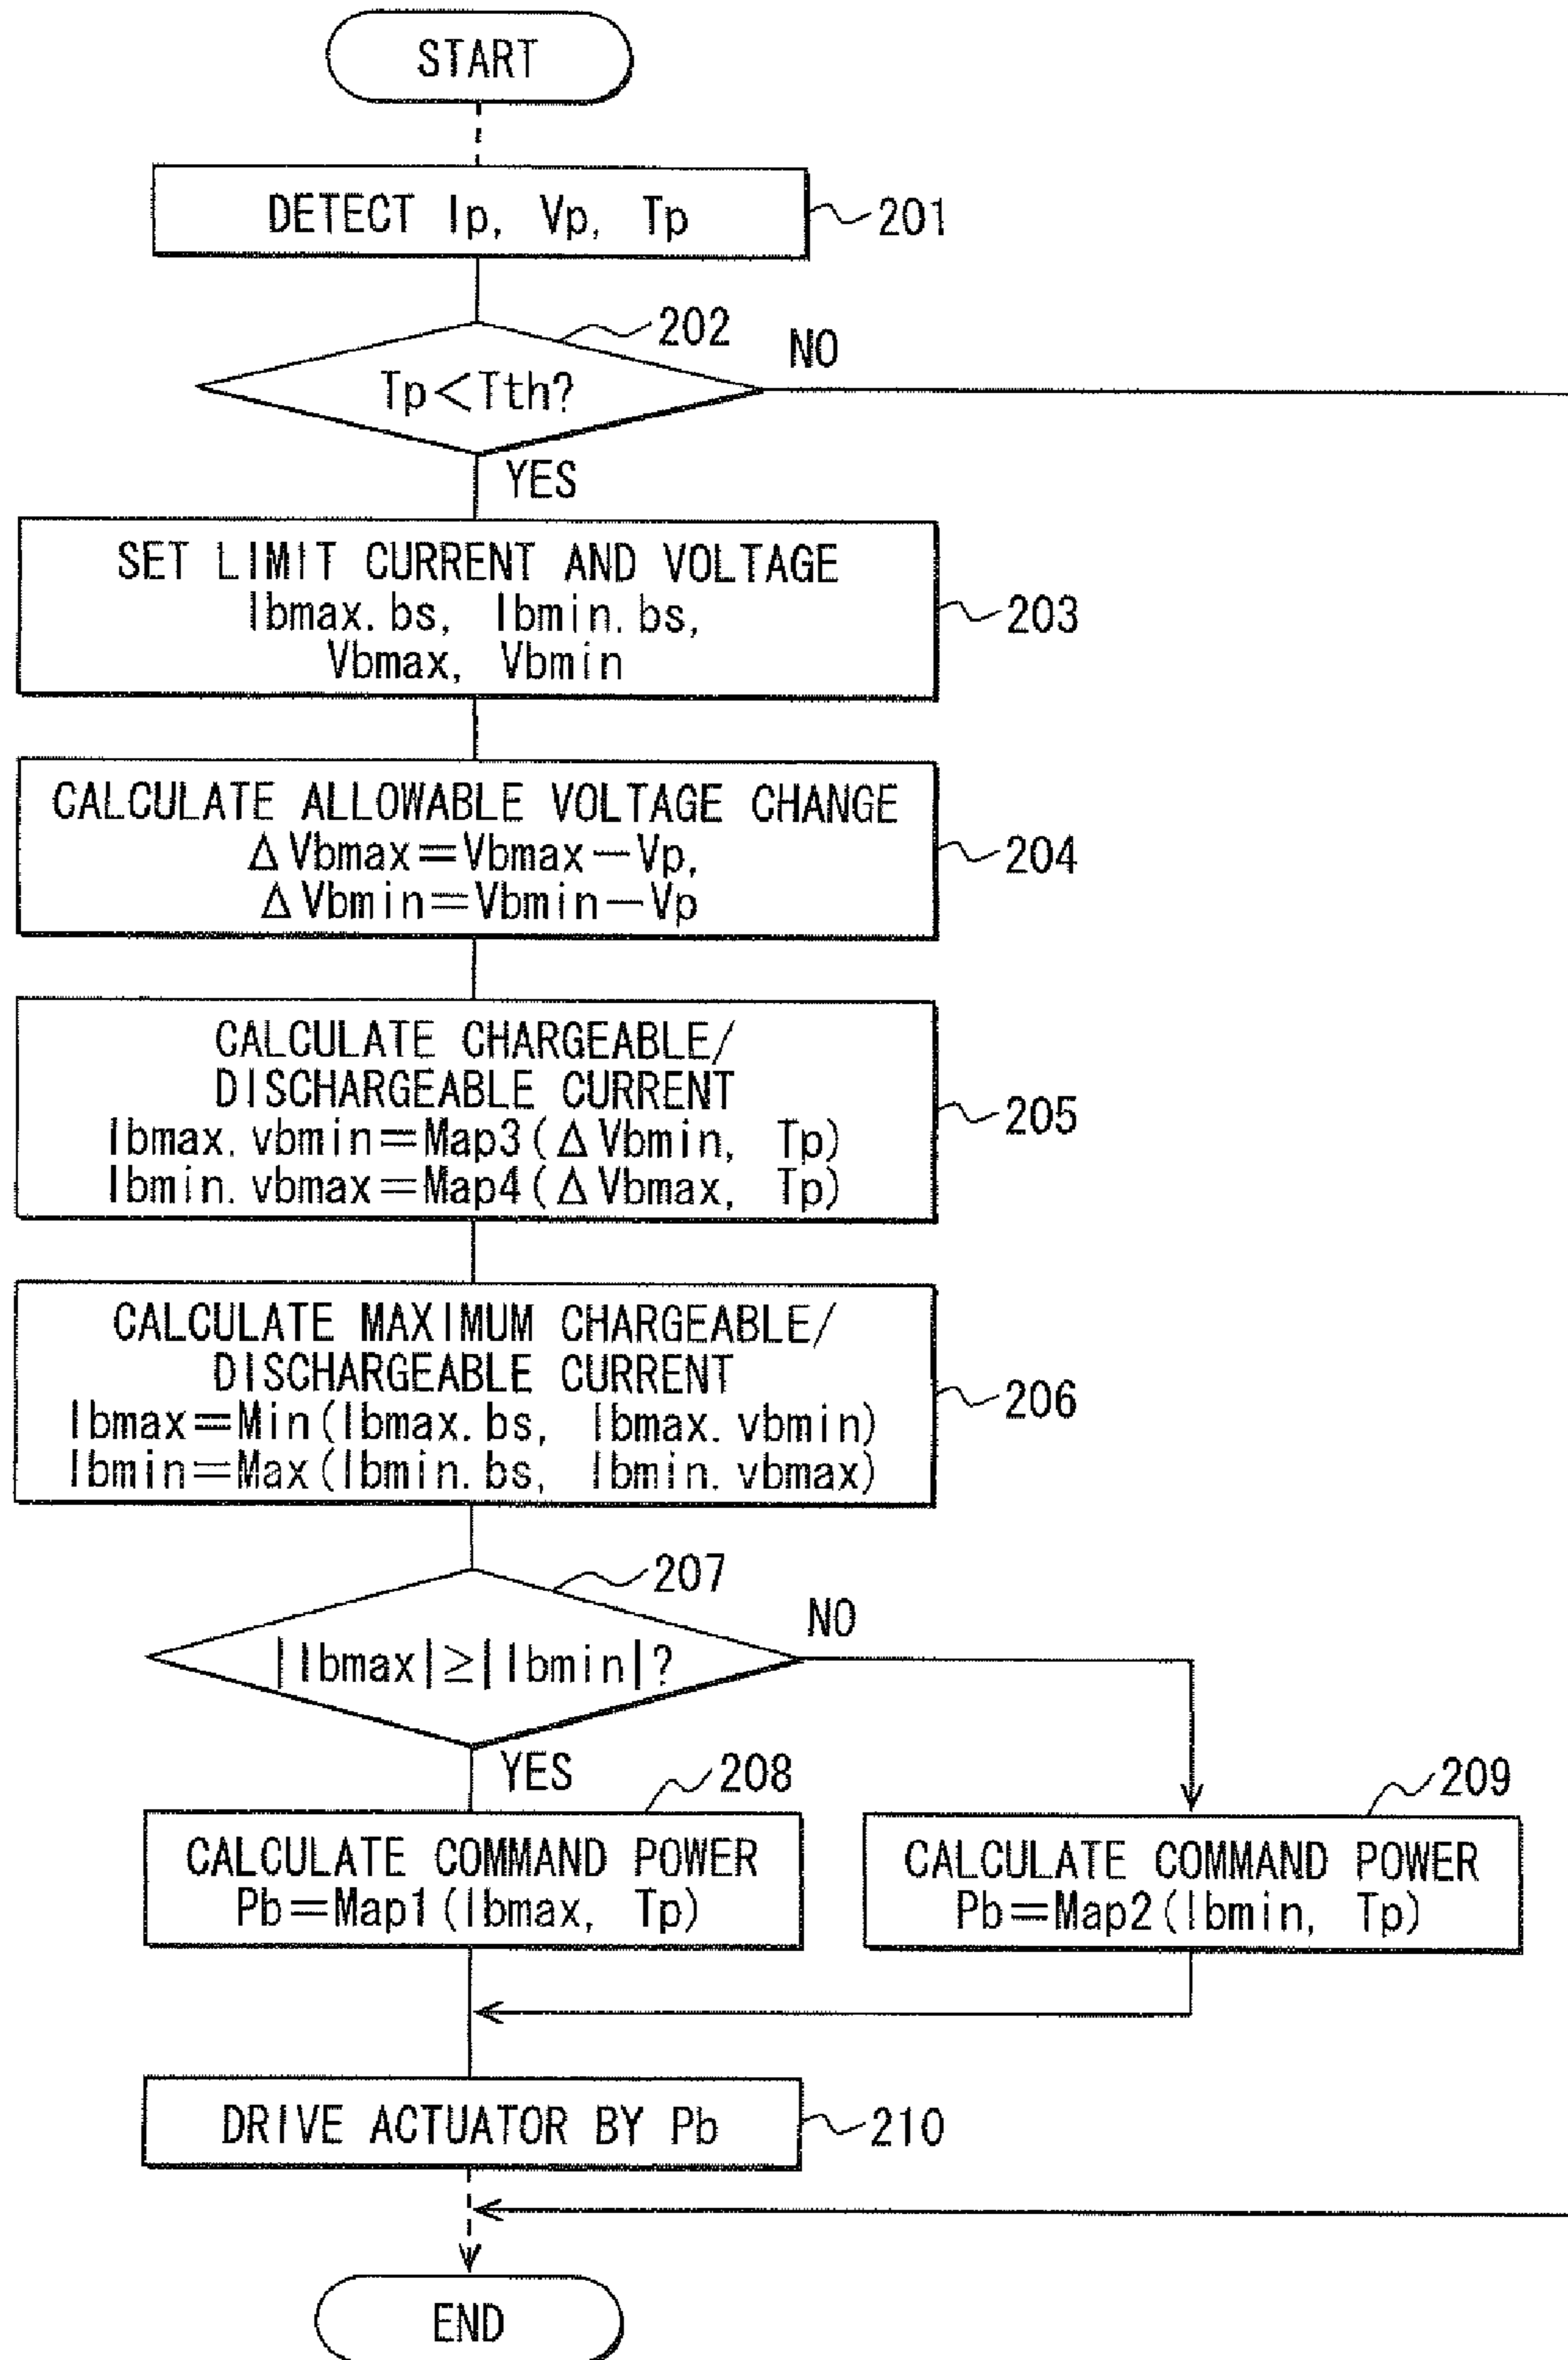 START
DETECT Ip, Vp, Tp
201
202
NO
Tp<Tth?
YES
SET LIMIT CURRENT AND VOLTAGE
Ibmax.bs, Ibmin.bs,
Vbmax, Vbmin
203
CALCULATE ALLOWABLE VOLTAGE CHANGE
ΔVbmax=Vbmax−Vp,
ΔVbmin=Vbmin−Vp
204
CALCULATE CHARGEABLE/
DISCHARGEABLE CURRENT
Ibmax.vbmin=Map3(ΔVbmin, Tp)
Ibmin.vbmax=Map4(ΔVbmax, Tp)
205
CALCULATE MAXIMUM CHARGEABLE/
DISCHARGEABLE CURRENT
Ibmax=Min(Ibmax.bs, Ibmax.vbmin)
Ibmin=Max(Ibmin.bs, Ibmin.vbmax)
206
207
NO
|Ibmax|≥|Ibmin|?
YES
208
CALCULATE COMMAND POWER
Pb=Map1(Ibmax, Tp)
209
CALCULATE COMMAND POWER
Pb=Map2(Ibmin, Tp)
DRIVE ACTUATOR BY Pb
210
END